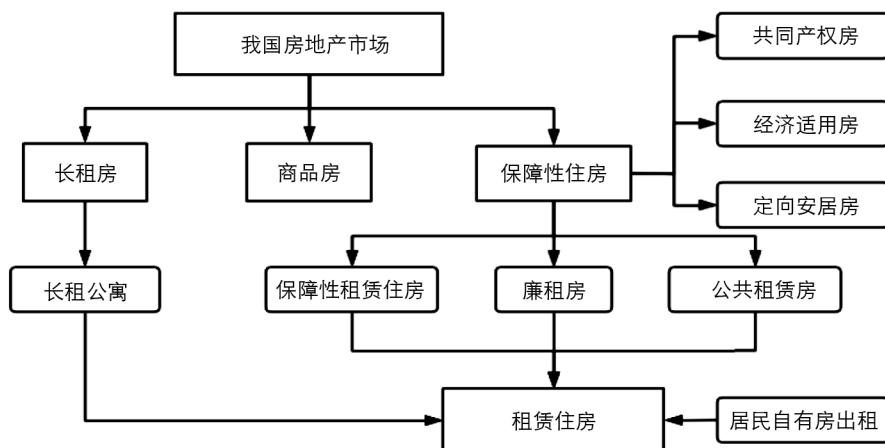 我国房地产市场
共同产权房
经济适用房
长租房
商品房
保障性住房
定向安居房
长租公寓
保障性租赁住房
廉租房
公共租赁房
租赁住房
居民自有房出租